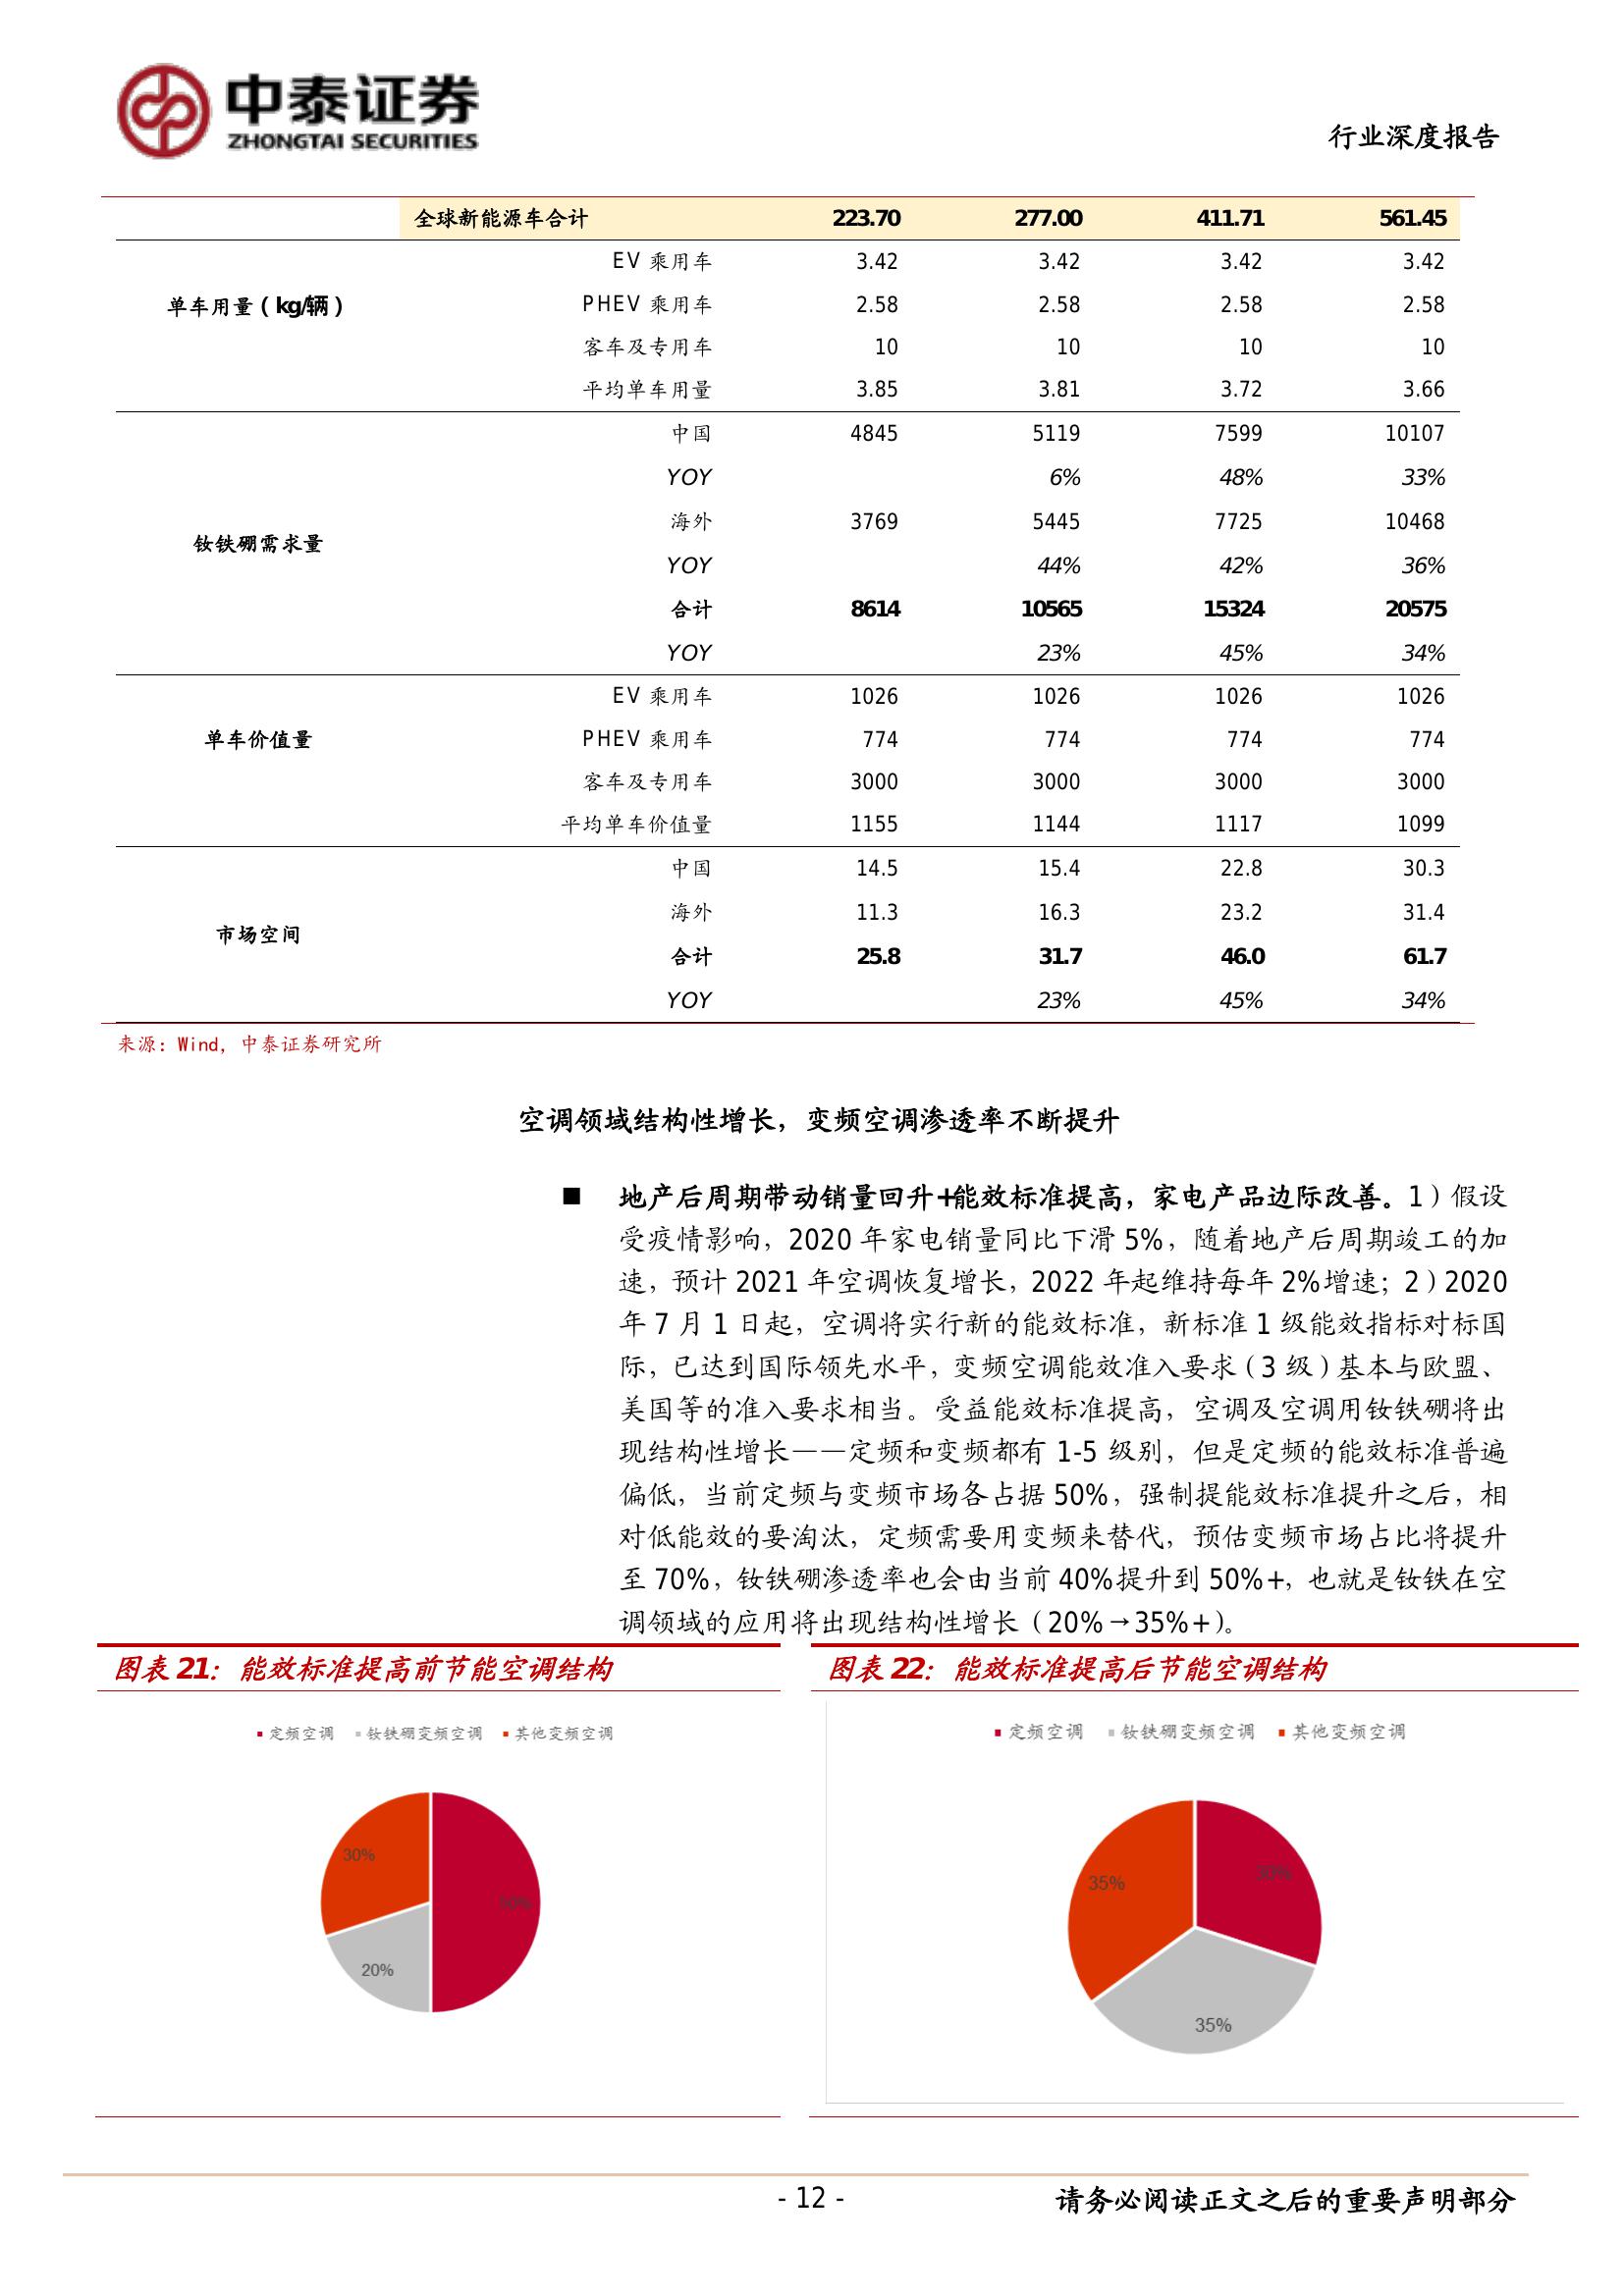 中泰证券
ZHONGTAI SECURITIES
行业深度报告
全球新能源车合计 223.70 277.00 411.71 561.45
EV 乘用车 3.42 3.42 3.42 3.42
单车用量（kg/辆） PHEV 乘用车 2.58 2.58 2.58 2.58
客车及专用车 10 10 10 10
平均单车用量 3.85 3.81 3.72 3.66
中国 4845 5119 7599 10107
YOY 6% 48% 33%
海外 3769 5445 7725 10468
钕铁硼需求量
YOY 44% 42% 36%
合计 8614 10565 15324 20575
YOY 23% 45% 34%
EV 乘用车 1026 1026 1026 1026
单车价值量 PHEV 乘用车 774 774 774 774
客车及专用车 3000 3000 3000 3000
平均单车价值量 1155 1144 1117 1099
中国 14.5 15.4 22.8 30.3
海外 11.3 16.3 23.2 31.4
市场空间
合计 25.8 31.7 46.0 61.7
YOY 23% 45% 34%
来源：Wind，中泰证券研究所
空调领域结构性增长，变频空调渗透率不断提升
■ 地产后周期带动销量回升+能效标准提高，家电产品边际改善。1）假设
受疫情影响，2020 年家电销量同比下滑 5%，随着地产后周期竣工的加
速，预计 2021 年空调恢复增长，2022 年起维持每年 2%增速；2）2020
年 7 月 1 日起，空调将实行新的能效标准，新标准 1 级能效指标对标国
际，已达到国际领先水平，变频空调能效准入要求（3 级）基本与欧盟、
美国等的准入要求相当。受益能效标准提高，空调及空调用钕铁硼将出
现结构性增长——定频和变频都有 1-5 级别，但是定频的能效标准普遍
偏低，当前定频与变频市场各占据 50%，强制提能效标准提升之后，相
对低能效的要淘汰，定频需要用变频来替代，预估变频市场占比将提升
至 70%，钕铁硼渗透率也会由当前 40%提升到 50%+，也就是钕铁在空
调领域的应用将出现结构性增长（20%→35%+）。
图表 21：能效标准提高前节能空调结构
定频空调 钕铁硼变频空调 其他变频空调
30%
50%
20%
图表 22：能效标准提高后节能空调结构
定频空调 钕铁硼变频空调 其他变频空调
30%
35%
35%
- 12 -
请务必阅读正文之后的重要声明部分